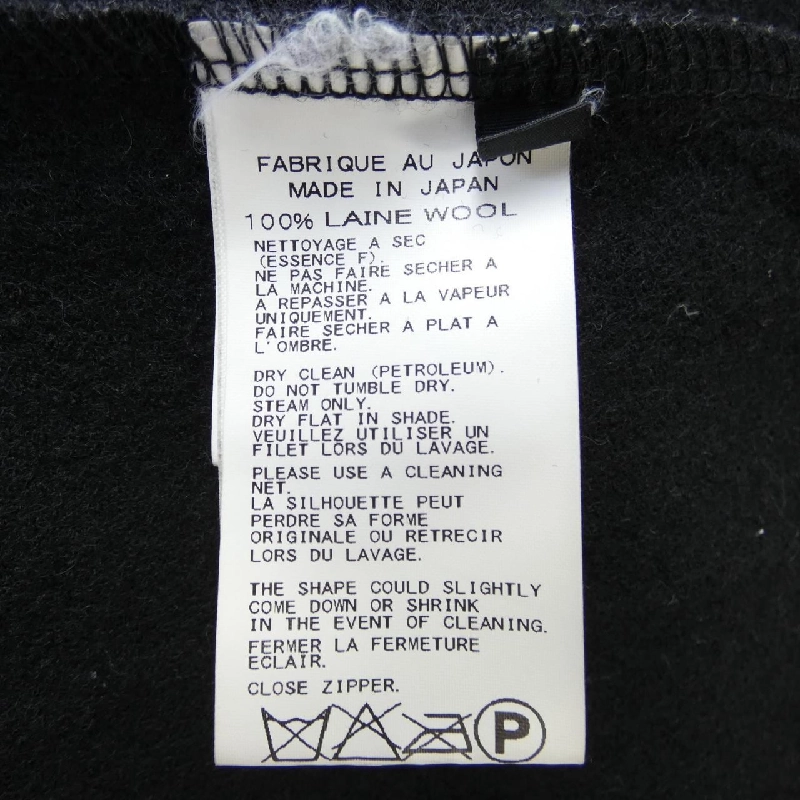 FABRIQUE AU JAPON
MADE IN JAPAN
100% LAINE WOOL
NETTOYAGE A SEC
(ESSENCE F).
NE PAS FAIRE SECHER A
LA MACHINE.
A REPASSER A LA VAPEUR
UNIQUEMENT.
FAIRE SECHER A PLAT A
L'OMBRE.
DRY CLEAN (PETROLEUM).
DO NOT TUMBLE DRY.
STEAM ONLY.
DRY FLAT IN SHADE.
VEUILLEZ UTILISER UN
FILET LORS DU LAVAGE.
PLEASE USE A CLEANING
NET.
LA SILHOUETTE PEUT
PERDRE SA FORME
ORIGINALE OU RETRECIR
LORS DU LAVAGE.
THE SHAPE COULD SLIGHTLY
COME DOWN OR SHRINK
IN THE EVENT OF CLEANING.
FERMER LA FERMETURE
ECLAIR.
CLOSE ZIPPER.
P